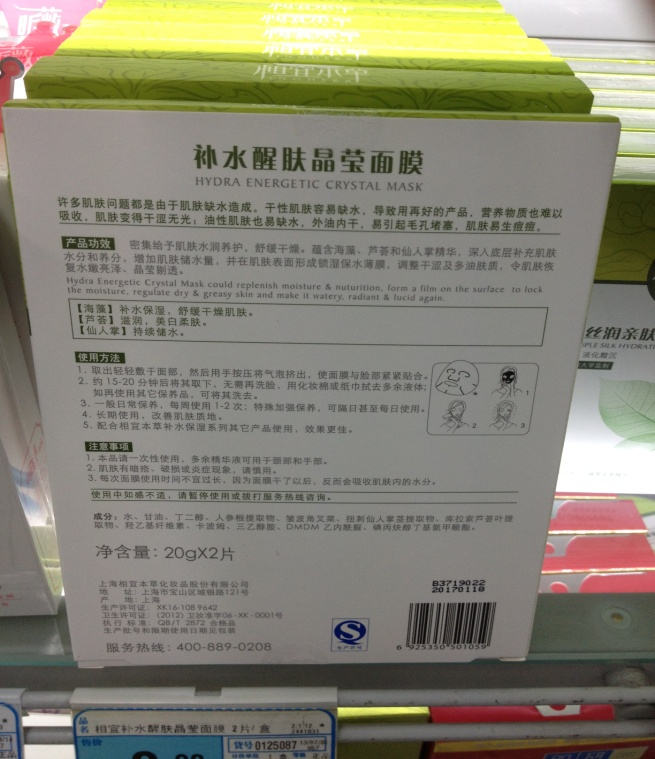 相宜本草
补水醒肤晶莹面膜
HYDRA ENERGETIC CRYSTAL MASK
许多肌肤问题都是由于肌肤缺水造成。干性肌肤容易缺水，导致用再好的产品，营养物质也难以
吸收，肌肤变得干涩无光；油性肌肤也易缺水，外油内干，易引起毛孔堵塞，肌肤易生痘痘。
产品功效 密集给予肌肤水润养护，舒缓干燥。蕴含海藻、芦荟和仙人掌精华，深入底层补充肌肤
水分和养分，增加肌肤储水量，并在肌肤表面形成锁湿保水薄膜，调整干涩及多油肤质，令肌肤恢
复水嫩亮泽、晶莹剔透。
Hydra Energetic Crystal Mask could replenish moisture & nuturition, form a film on the surface to lock
the moisture, regulate dry & greasy skin and make it watery, radiant & lucid again.
【海藻】补水保湿，舒缓干燥肌肤。
【芦荟】滋润，美白柔肤。
【仙人掌】持续储水。
使用方法
1. 取出轻轻敷于面部，然后用手按压将气泡挤出，使面膜与脸部紧紧贴合。
2. 约 15-20 分钟后将其取下，无需再洗脸，用化妆棉或纸巾拭去多余液体；
如再使用其它保养品，可将其洗去。
3. 一般日常保养，每周使用 1-2 次；特殊加强保养，可隔日甚至每日使用。
4. 长期使用，改善肌肤质地。
5. 配合相宜本草补水保湿系列其它产品使用，效果更佳。
1
2
3
注意事项
1. 本品请一次性使用，多余精华液可用于颈部和手部。
2. 肌肤有暗疮、破损或炎症现象，请慎用。
3. 每次面膜使用时间不宜过长，因为面膜干了以后，反而会吸收肌肤内的水分。
使用中如感不适，请暂停使用或拨打服务热线咨询。
成分：水、甘油、丁二醇、人参根提取物、皱波角叉菜、扭刺仙人掌茎提取物、库拉索芦荟叶提
取物、羟乙基纤维素、卡波姆、三乙醇胺、DMDM 乙内酰脲、碘丙炔醇丁基氨甲酸酯。
净含量：20gX2片
上海相宜本草化妆品股份有限公司
地 址：上海市宝山区城银路121号
产 地：上海
生产许可证：XK16-108 9642
卫生许可证：(2012) 卫妆准字06-XK-0001号
执行标准：QB/T 2872 合格品
生产批号和限期使用日期见包装
服务热线：400-889-0208
生产许可
B3719022
20170118
6 925350 501059
丝润亲肤
PLE SILK HYDRATI
品名 相宜补水醒肤晶莹面膜 2片/盒
售价
货号 0125087